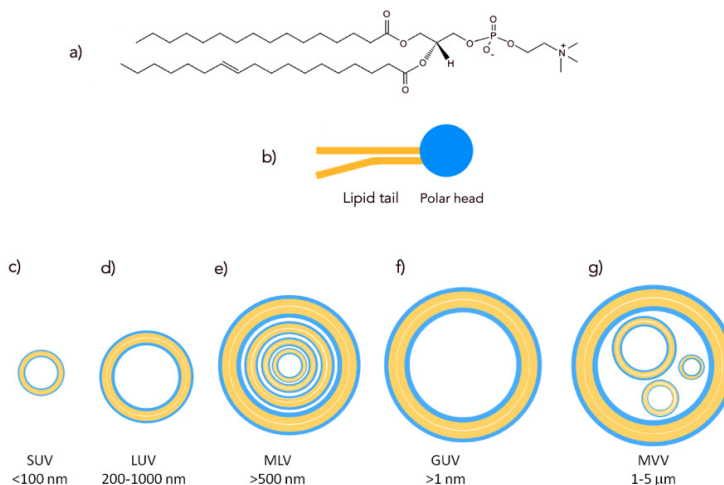 a)
O
O
O
P
O
O
O-
N+
O
H
O
b)
Lipid tail
Polar head
c)
d)
e)
f)
g)
SUV
<100 nm
LUV
200-1000 nm
MLV
>500 nm
GUV
>1 nm
MVV
1-5 μm